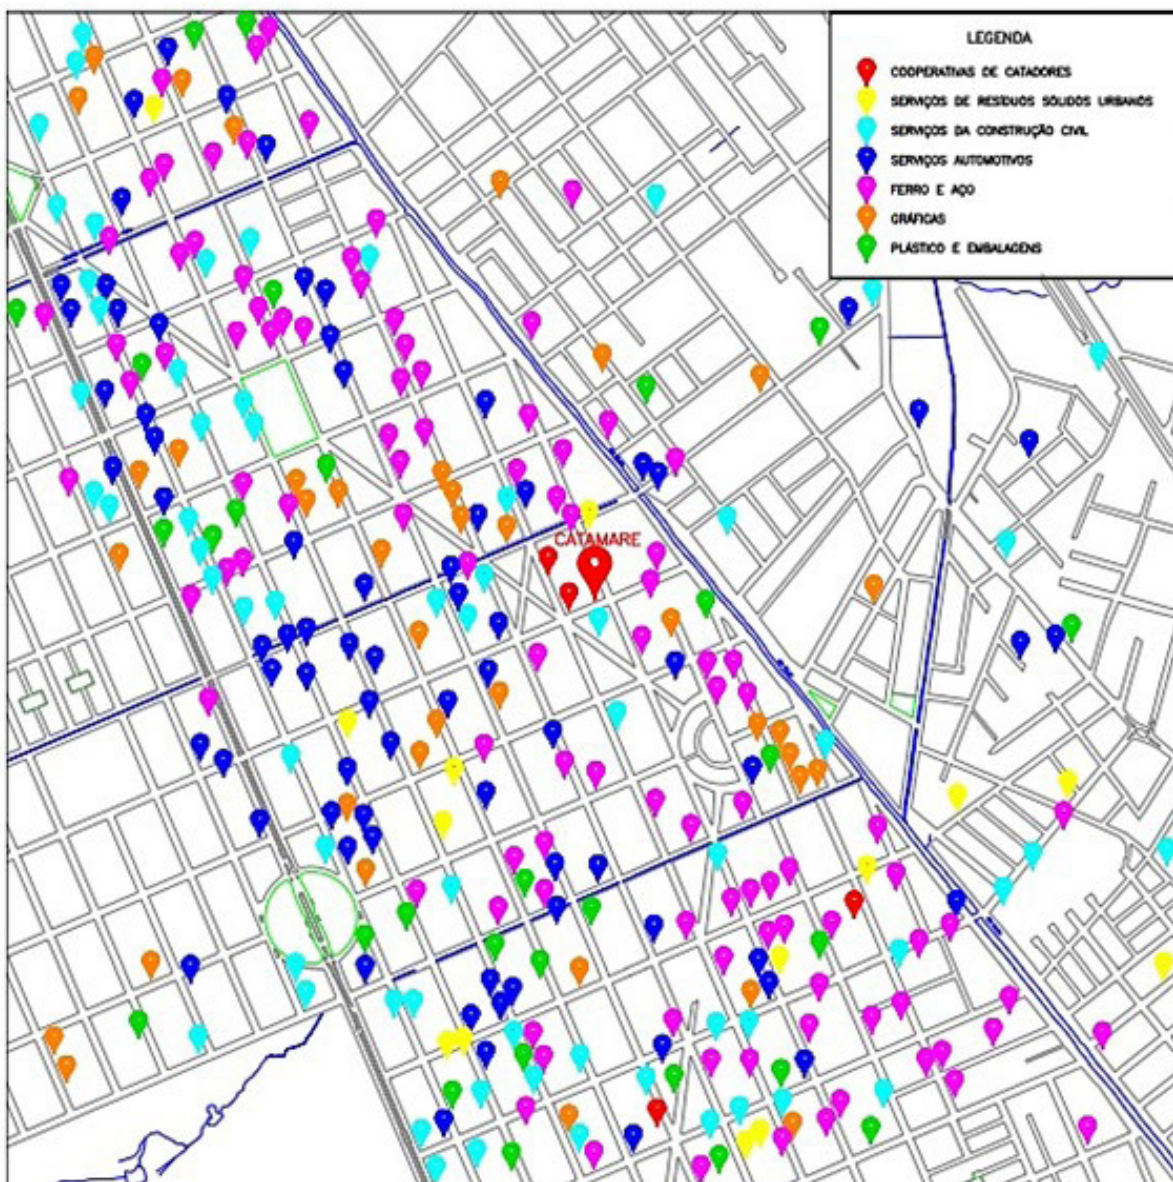 LEGENDA
COOPERATIVAS DE CATADORES
SERVIÇOS DE RESÍDUOS SÓLIDOS URBANOS
SERVIÇOS DA CONSTRUÇÃO CIVIL
SERVIÇOS AUTOMOTIVOS
FERRO E AÇO
GRÁFICAS
PLÁSTICO E EMBALAGENS
CATAMARE